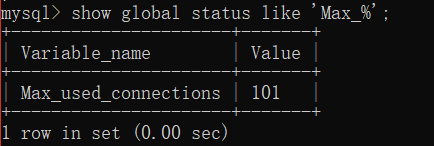 mysql> show global status like 'Max_%';
+----------------------+-------+
| Variable_name        | Value |
+----------------------+-------+
| Max_used_connections | 101   |
+----------------------+-------+
1 row in set (0.00 sec)